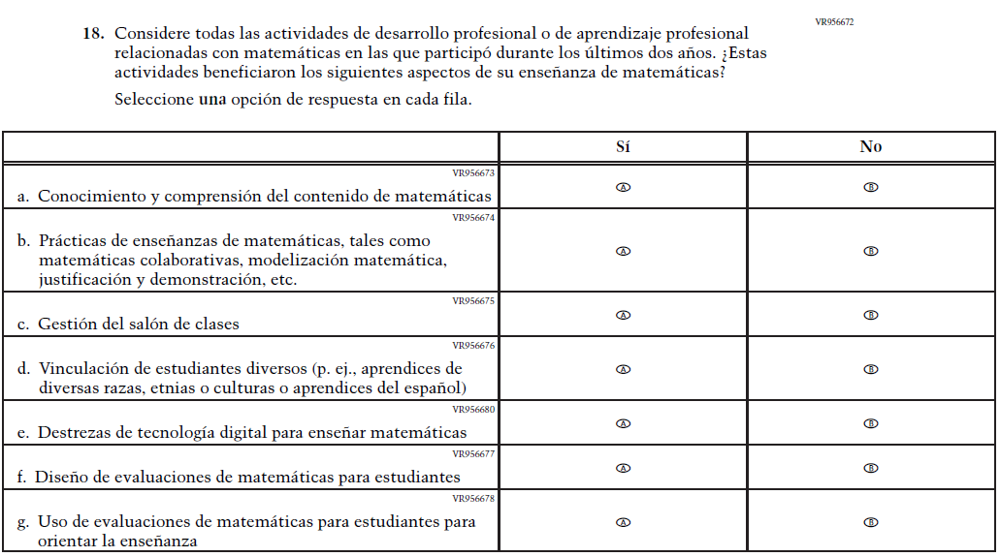 VR956672
18. Considere todas las actividades de desarrollo profesional o de aprendizaje profesional
relacionadas con matemáticas en las que participó durante los últimos dos años. ¿Estas
actividades beneficiaron los siguientes aspectos de su enseñanza de matemáticas?
Seleccione una opción de respuesta en cada fila.
Sí No
VR956673
a. Conocimiento y comprensión del contenido de matemáticas A B
VR956674
b. Prácticas de enseñanzas de matemáticas, tales como
matemáticas colaborativas, modelización matemática, A B
justificación y demostración, etc.
VR956675
c. Gestión del salón de clases A B
VR956676
d. Vinculación de estudiantes diversos (p. ej., aprendices de A B
diversas razas, etnias o culturas o aprendices del español)
VR956680
e. Destrezas de tecnología digital para enseñar matemáticas A B
VR956677
f. Diseño de evaluaciones de matemáticas para estudiantes A B
VR956678
g. Uso de evaluaciones de matemáticas para estudiantes para A B
orientar la enseñanza